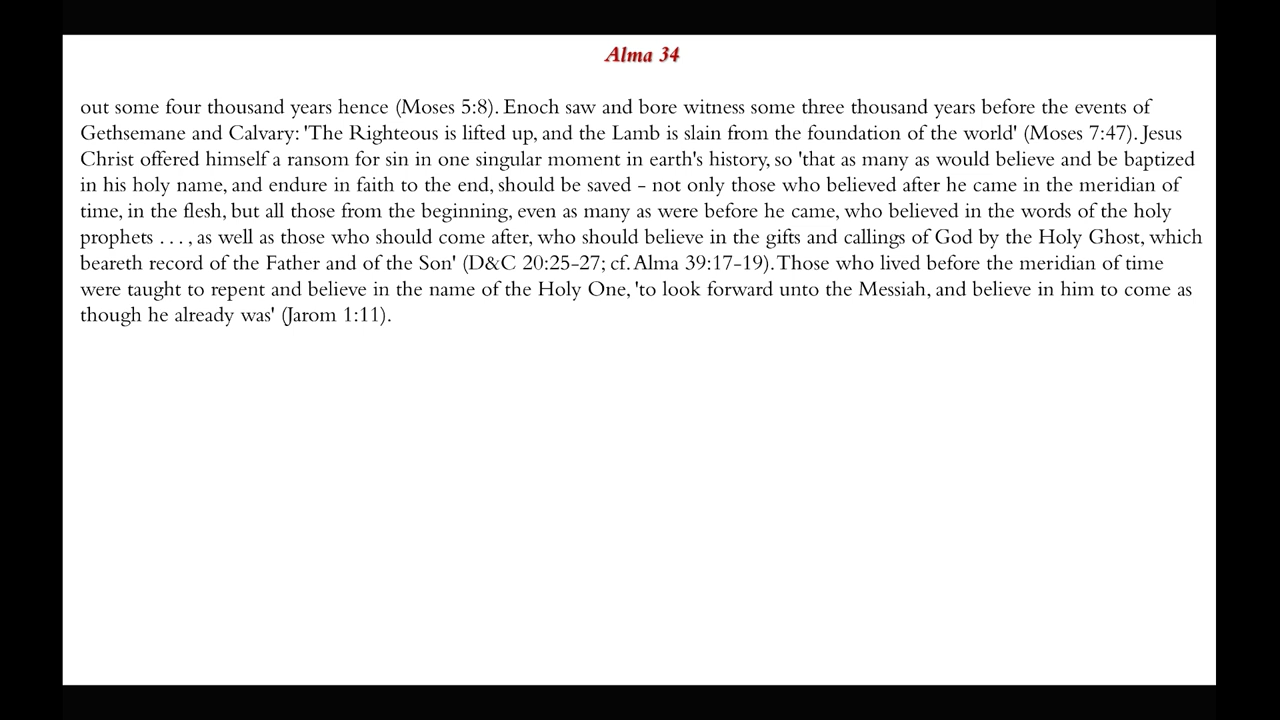 Alma 34
out some four thousand years hence (Moses 5:8). Enoch saw and bore witness some three thousand years before the events of
Gethsemane and Calvary: 'The Righteous is lifted up, and the Lamb is slain from the foundation of the world' (Moses 7:47). Jesus
Christ offered himself a ransom for sin in one singular moment in earth's history, so 'that as many as would believe and be baptized
in his holy name, and endure in faith to the end, should be saved - not only those who believed after he came in the meridian of
time, in the flesh, but all those from the beginning, even as many as were before he came, who believed in the words of the holy
prophets . . . , as well as those who should come after, who should believe in the gifts and callings of God by the Holy Ghost, which
beareth record of the Father and of the Son' (D&C 20:25-27; cf. Alma 39:17-19). Those who lived before the meridian of time
were taught to repent and believe in the name of the Holy One, 'to look forward unto the Messiah, and believe in him to come as
though he already was' (Jarom 1:11).